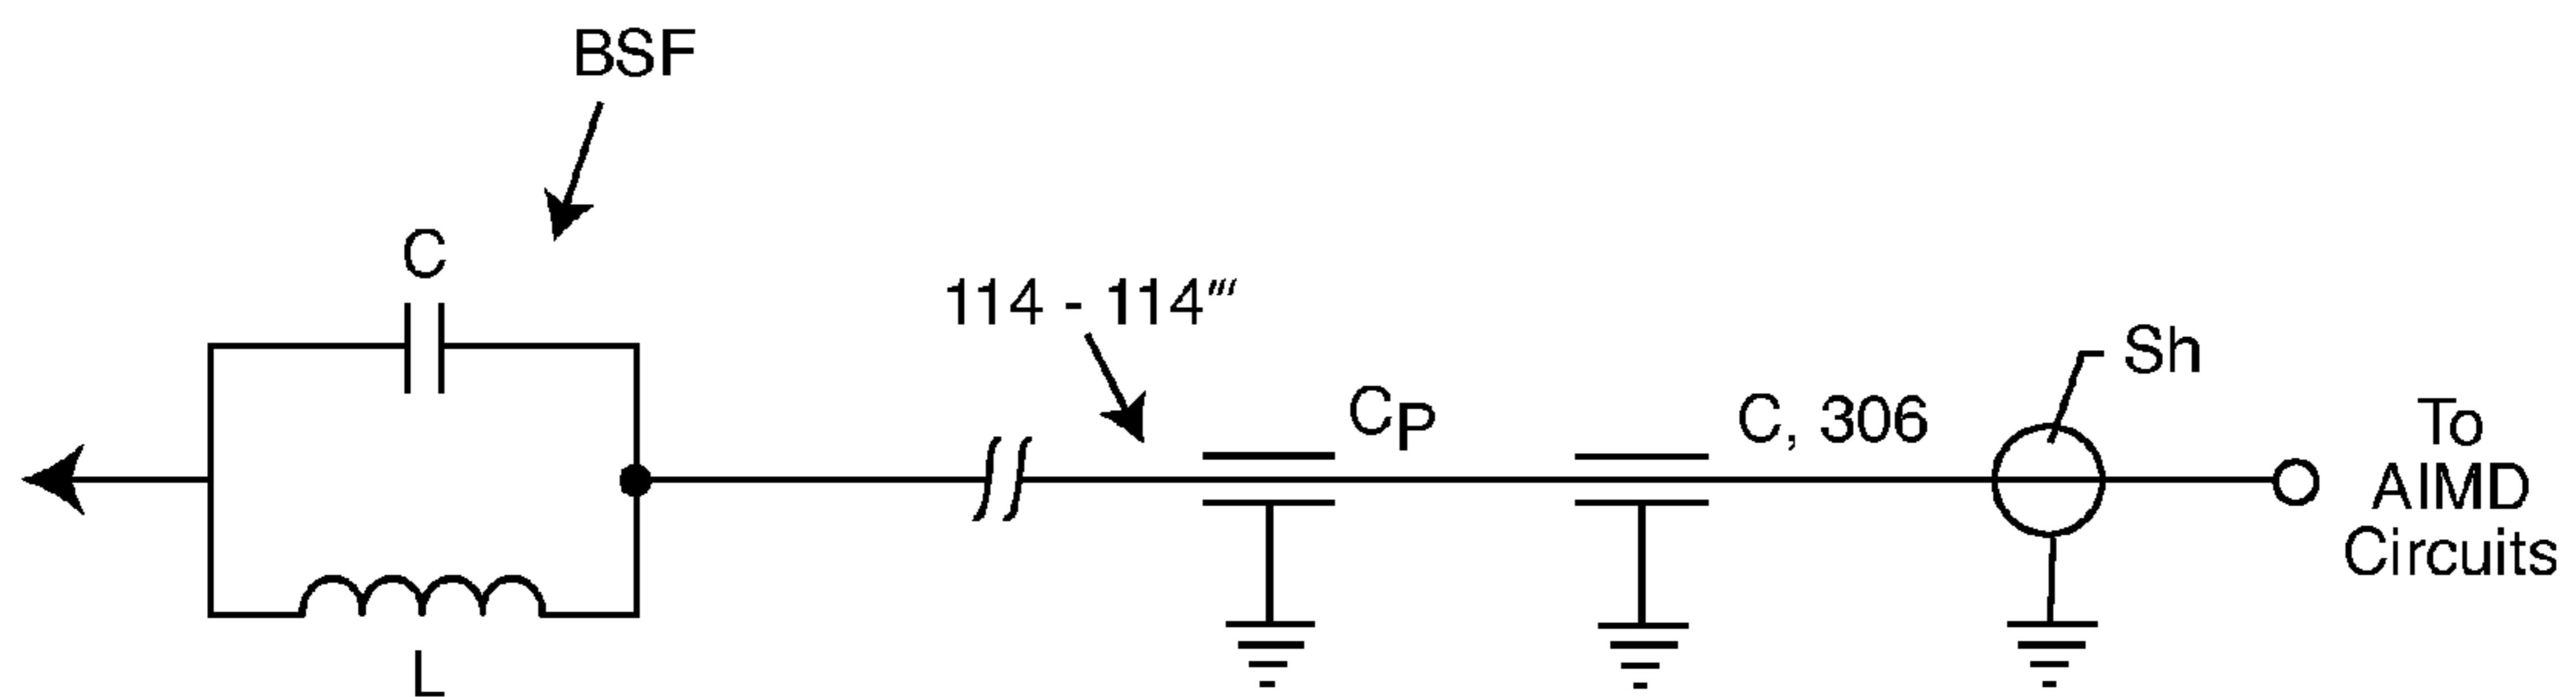 BSF
C
114 - 114‴
Sh
CP
C, 306
To
AIMD
Circuits
L